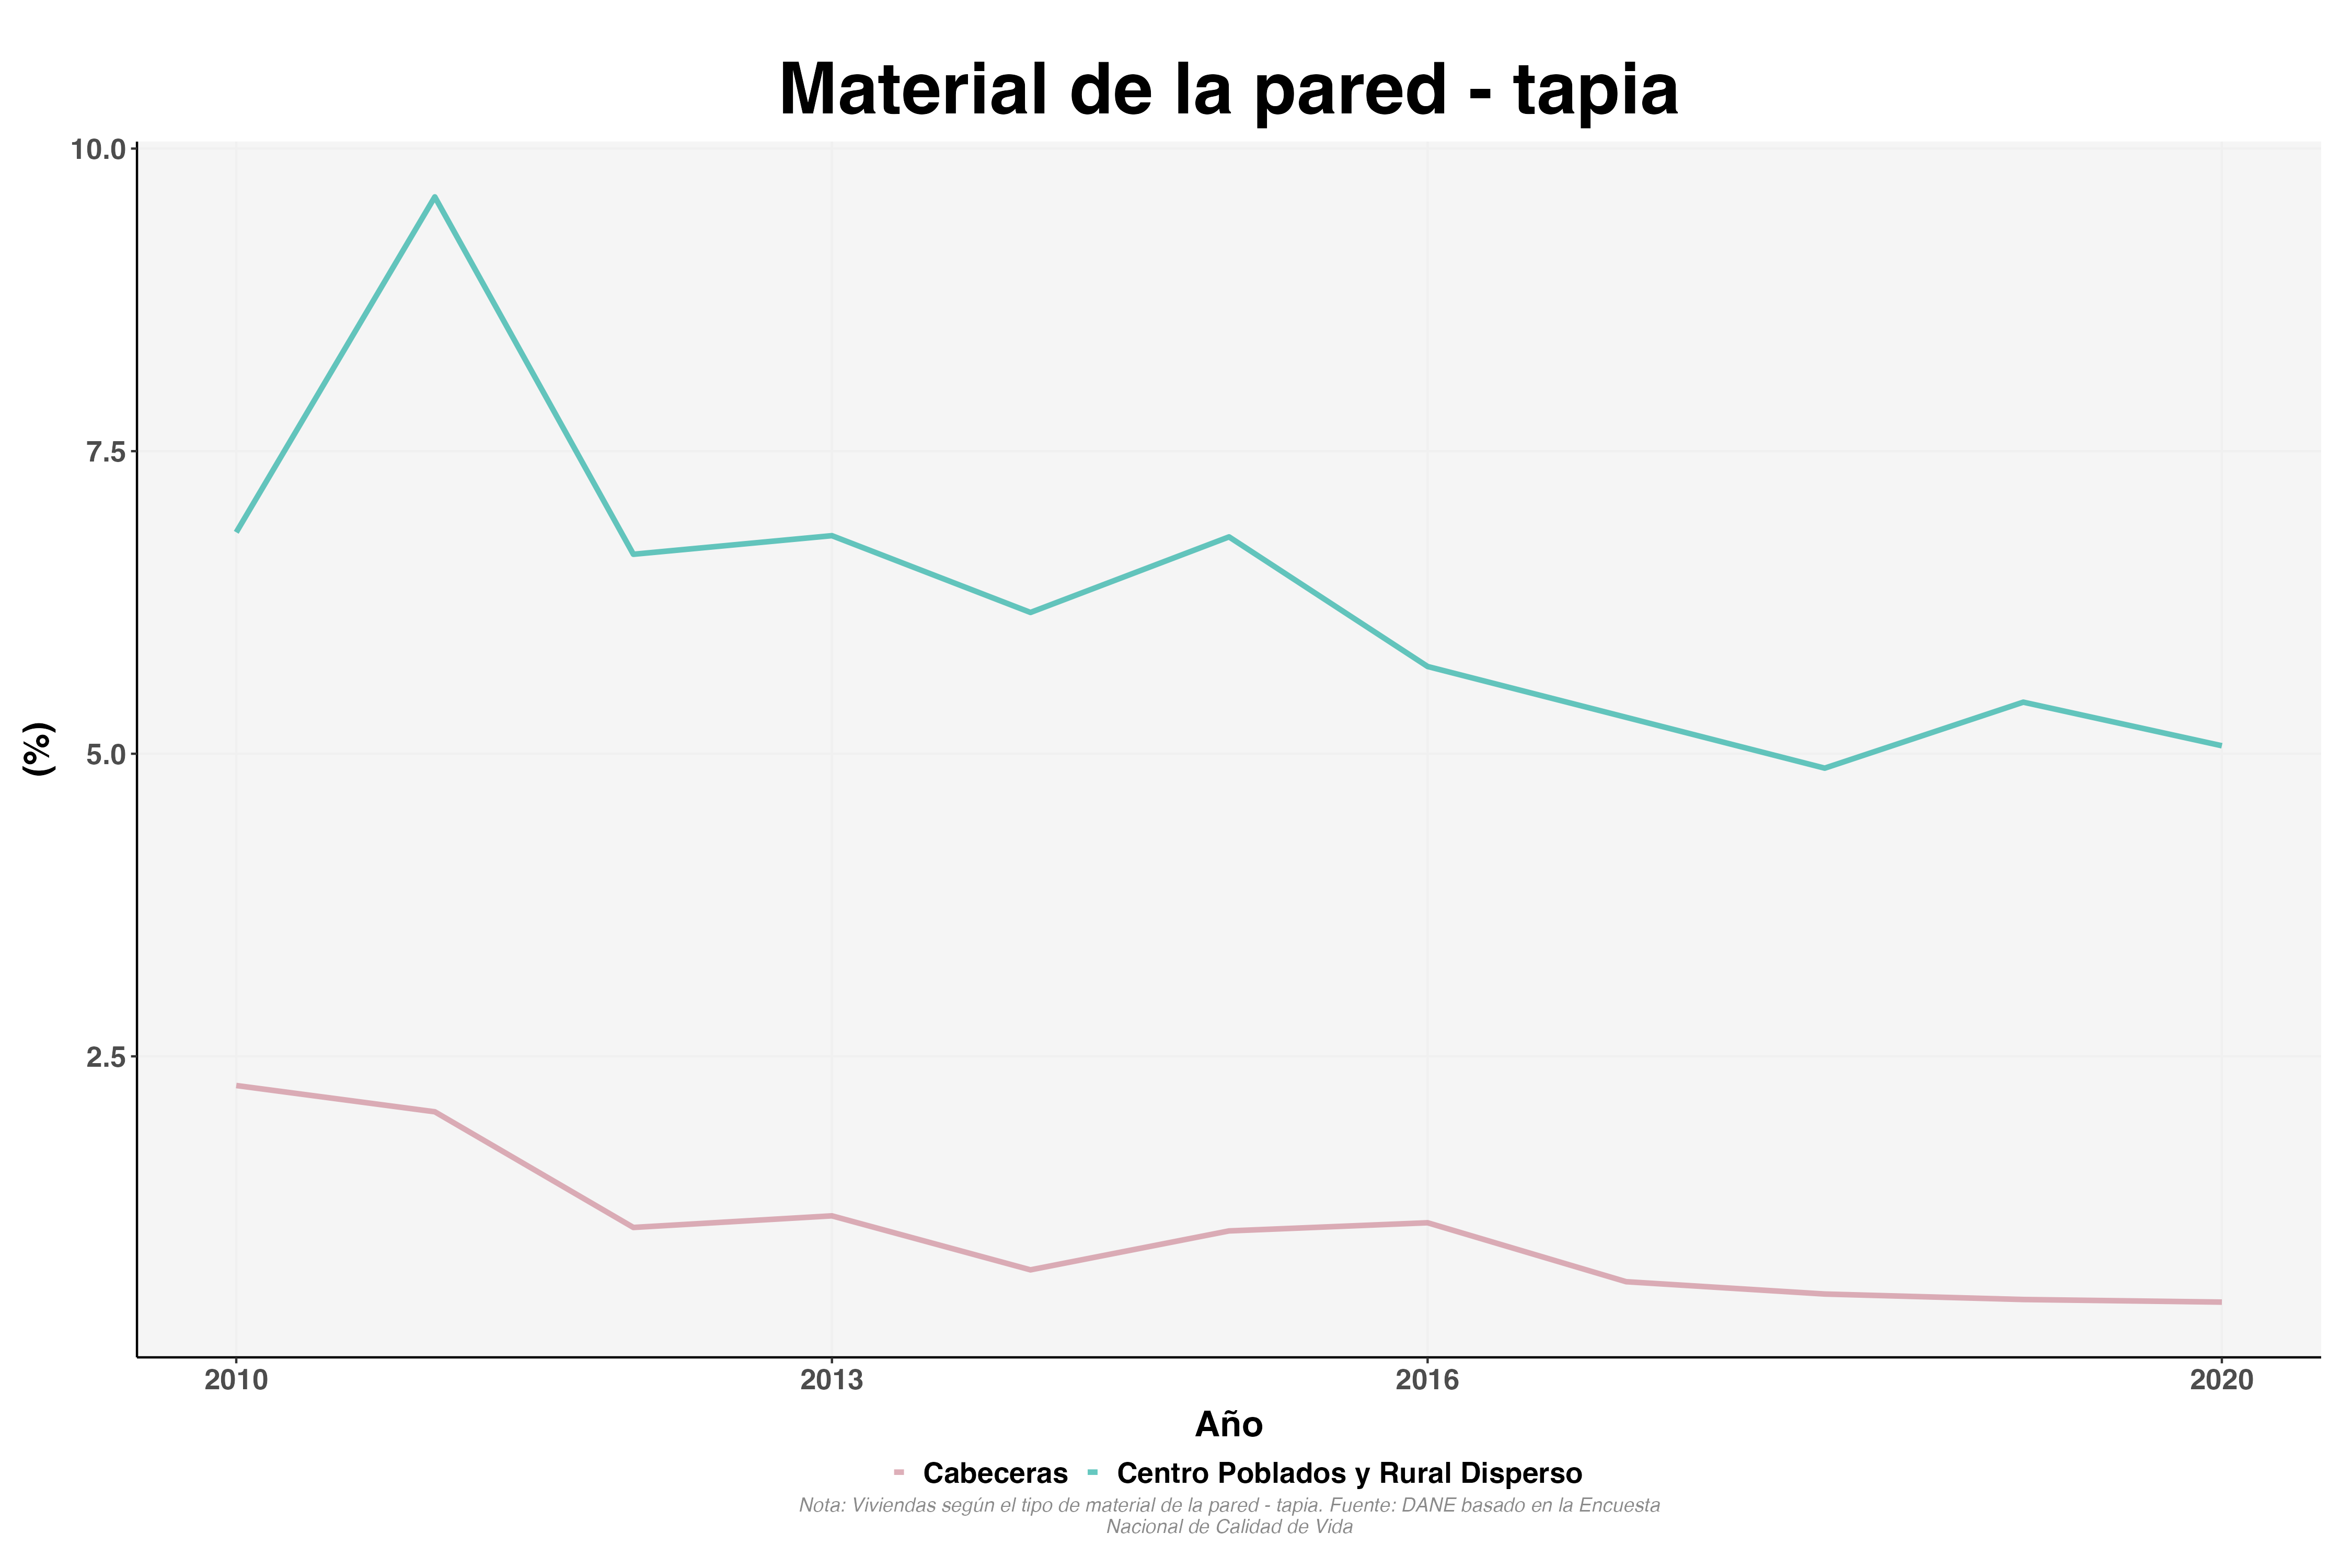 Material de la pared - tapia
10.0
7.5
5.0
2.5
(%)
2010 2013 2016 2020
Año
Cabeceras Centro Poblados y Rural Disperso
Nota: Viviendas según el tipo de material de la pared - tapia. Fuente: DANE basado en la Encuesta
Nacional de Calidad de Vida